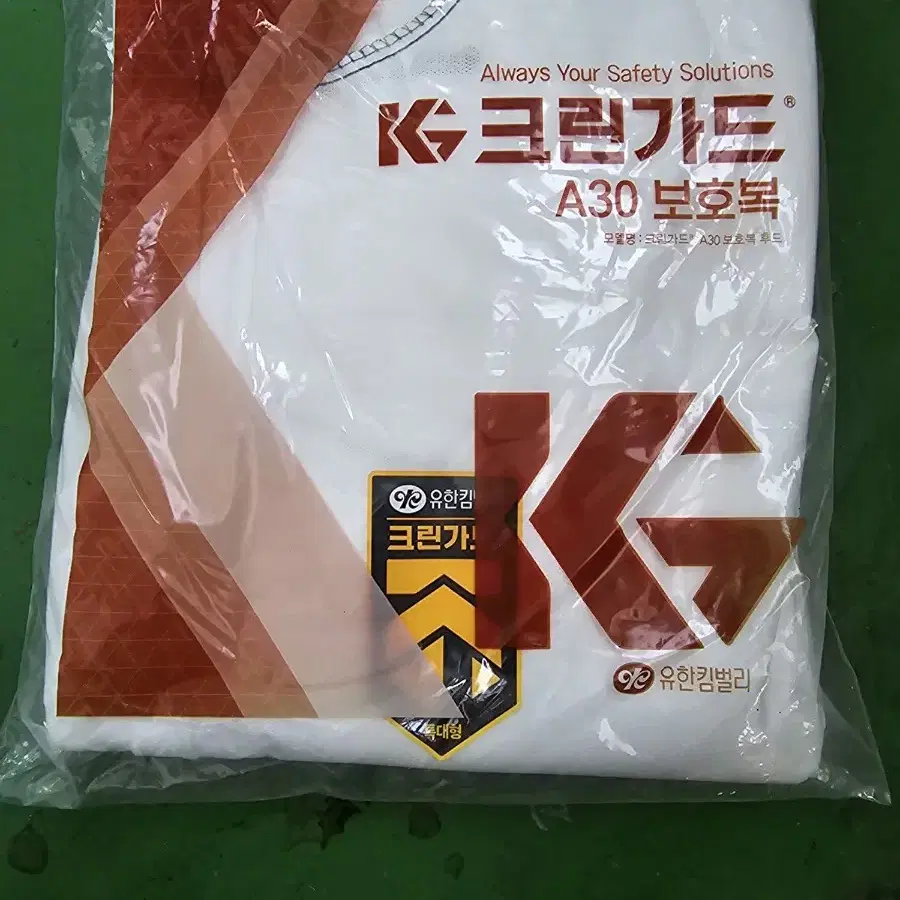 Always Your Safety Solutions
KG 크린가드®
A30 보호복
모델명 : 크린가드® A30 보호복 후드
유한킴벌
크린가드
특대형
KG
유한킴벌리